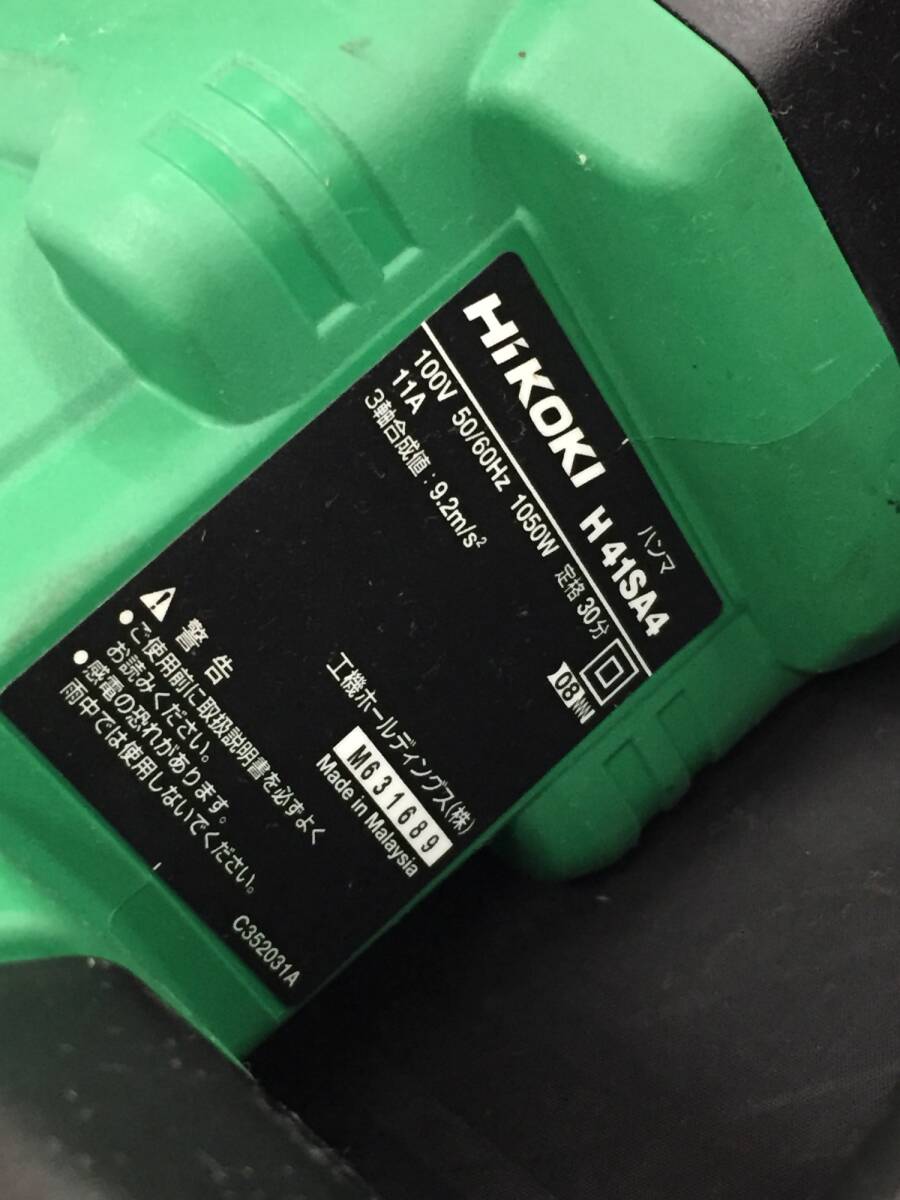 HiKOKI H 41SA4
ハンマ
100V 50/60Hz 1050W 定格 30分
11A
08
3軸合成値 : 9.2m/s²
警告
●ご使用前に取扱説明書を必ずよく
お読みください。
●感電の恐れがあります。
雨中では使用しないでください。
工機ホールディングス(株)
M631689
Made in Malaysia
C352031A